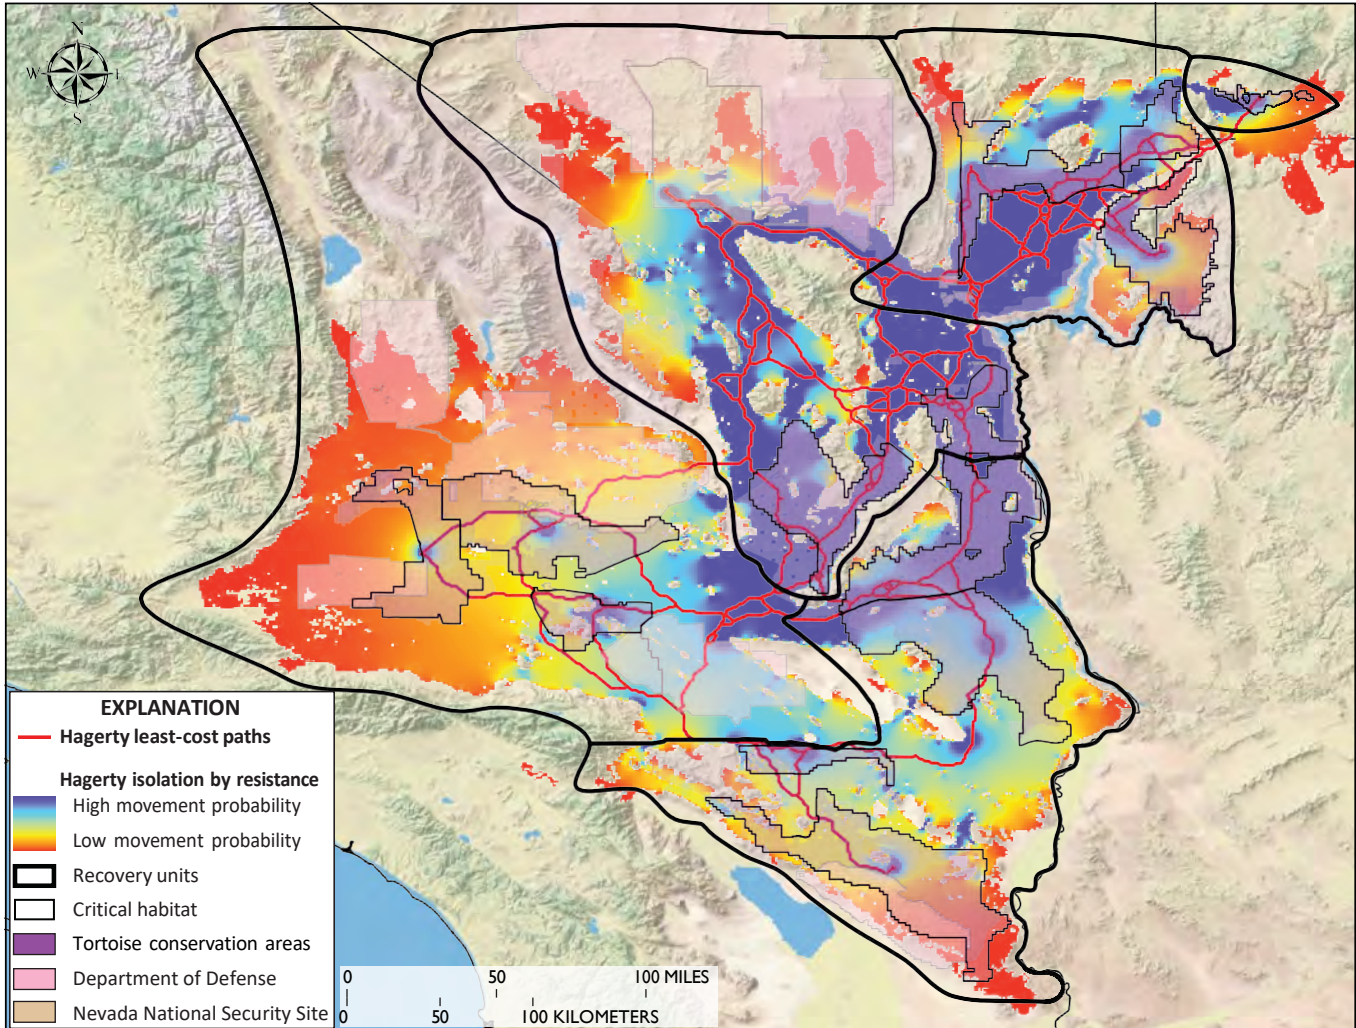 N
W
S
EXPLANATION
Hagerty least-cost paths
Hagerty isolation by resistance
High movement probability
Low movement probability
Recovery units
Critical habitat
Tortoise conservation areas
Department of Defense
Nevada National Security Site
0 50 100 MILES
0 50 100 KILOMETERS